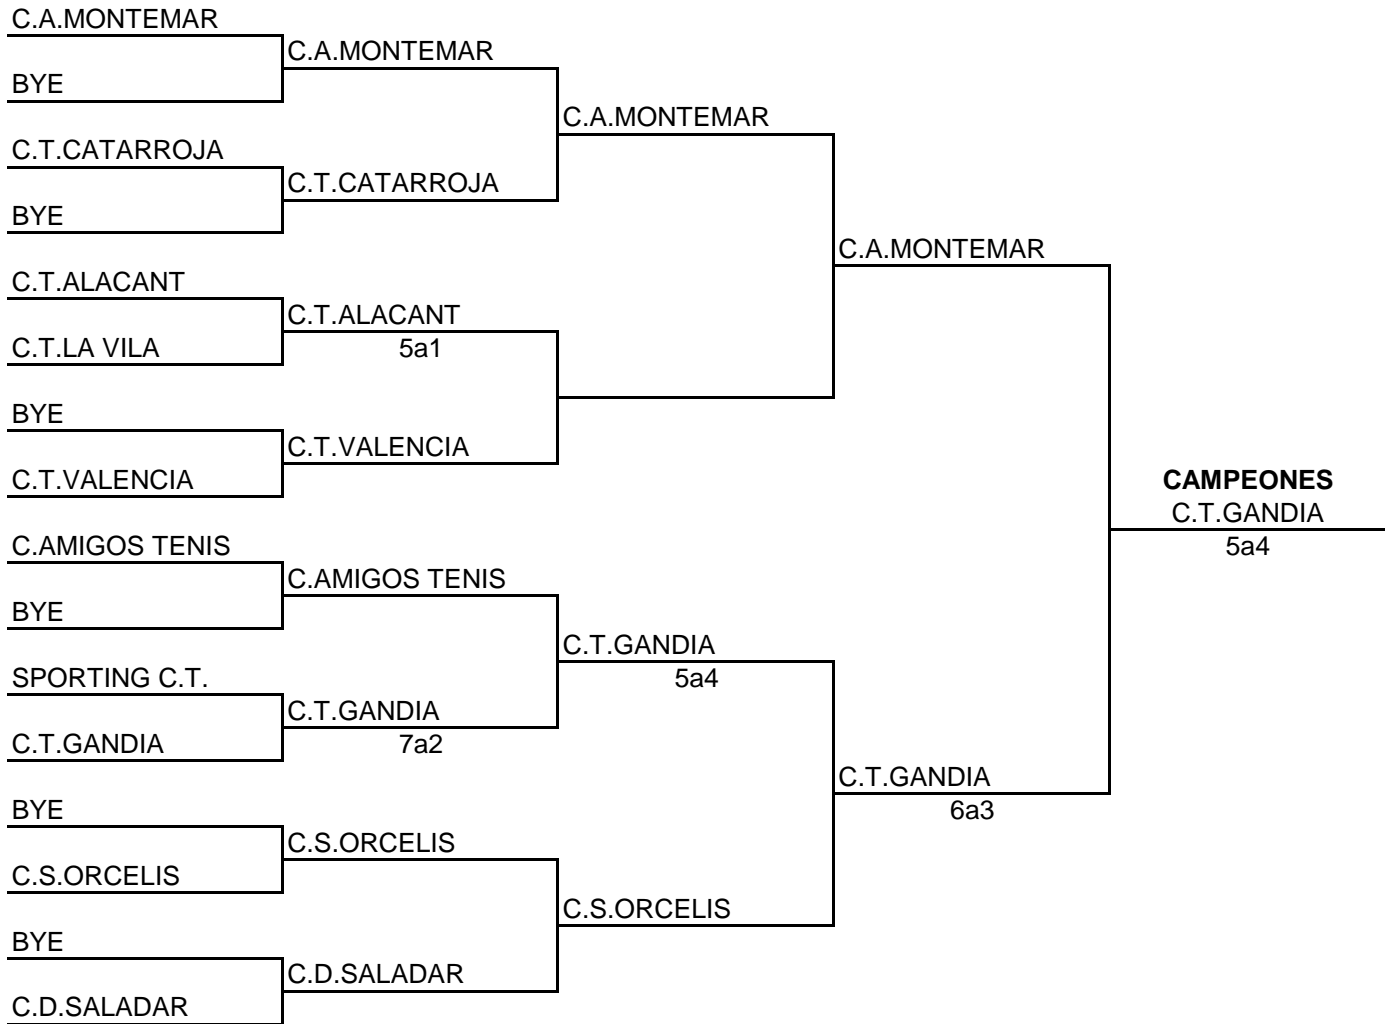 C.A.MONTEMAR
C.A.MONTEMAR
BYE
C.A.MONTEMAR
C.T.CATARROJA
C.T.CATARROJA
BYE
C.A.MONTEMAR
C.T.ALACANT
C.T.ALACANT
C.T.LA VILA
5a1
BYE
C.T.VALENCIA
C.T.VALENCIA
CAMPEONES
C.T.GANDIA
5a4
C.AMIGOS TENIS
C.AMIGOS TENIS
BYE
C.T.GANDIA
5a4
SPORTING C.T.
C.T.GANDIA
C.T.GANDIA
7a2
C.T.GANDIA
6a3
BYE
C.S.ORCELIS
C.S.ORCELIS
C.S.ORCELIS
BYE
C.D.SALADAR
C.D.SALADAR